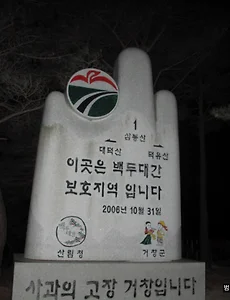 삼봉산
대덕산
덕유산
이곳은 백두대간
보호지역 입니다
2006년 10월 31일
산림청
거창군
사과의 고장 거창입니다